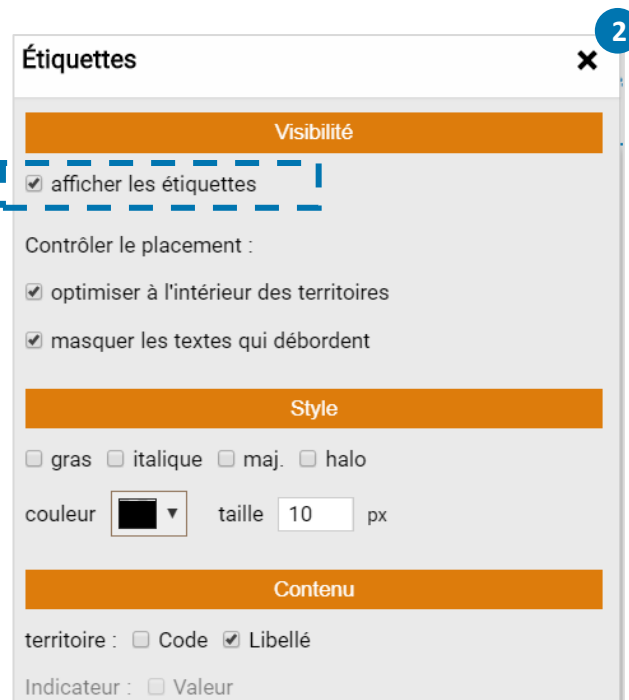 2
Étiquettes
Visibilité
afficher les étiquettes
Contrôler le placement :
optimiser à l'intérieur des territoires
masquer les textes qui débordent
Style
gras italique maj. halo
couleur taille 10 px
Contenu
territoire : Code Libellé
Indicateur : Valeur